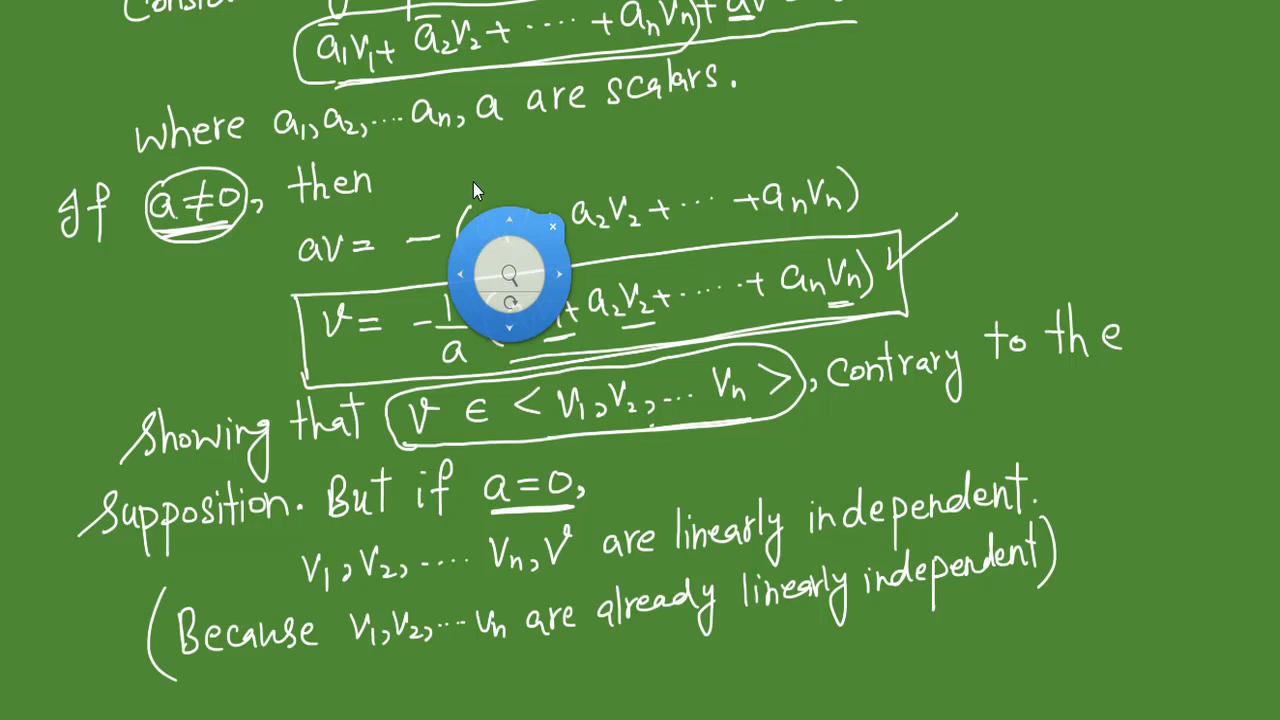 a₁v₁ + a₂v₂ + ····· + aₙvₙ) + av
where a₁, a₂, ···· aₙ, a are scalars.
If a ≠ 0, then
av = - ( a₂v₂ + ··· + aₙvₙ)
v = - 1/a ( + a₂v₂ + ····· + aₙvₙ)
showing that v ∈ < v₁, v₂, ··· vₙ >, contrary to the
supposition. But if a = 0,
v₁, v₂, ····· vₙ, v are linearly independent.
(Because v₁, v₂, ··· vₙ are already linearly independent)